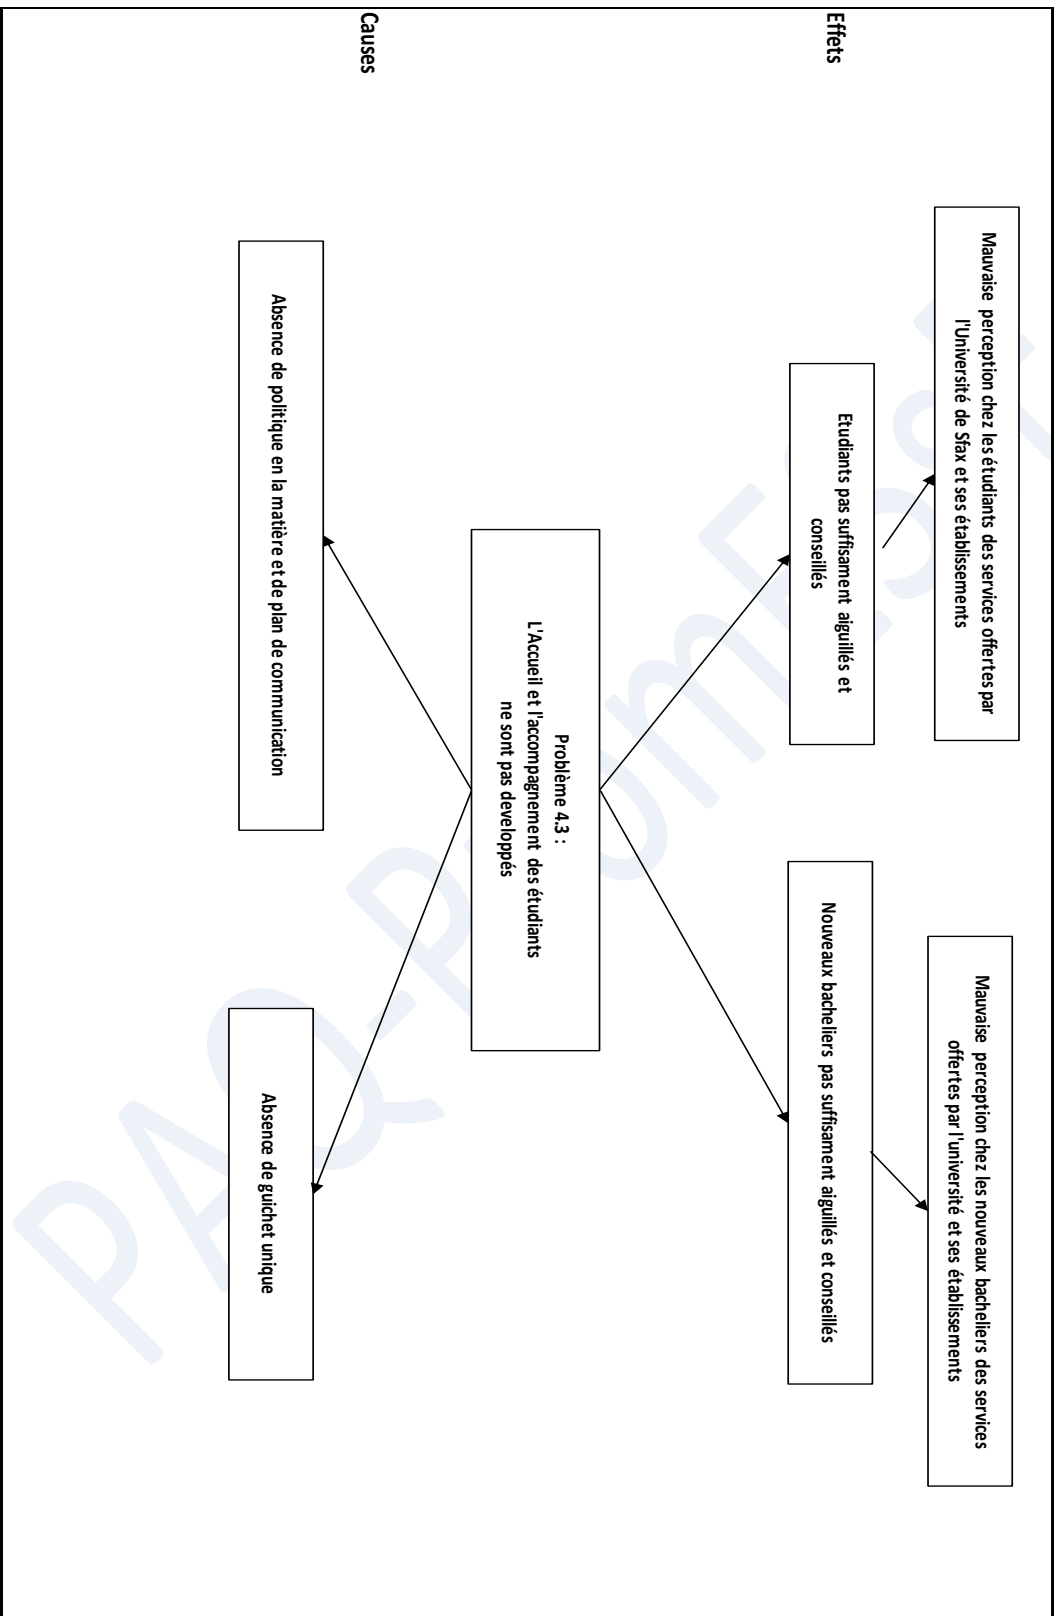 Effets
Mauvaise perception chez les étudiants des services offertes par
l'Université de Sfax et ses établissements
Mauvaise perception chez les nouveaux bacheliers des services
offertes par l'université et ses établissements
Etudiants pas suffisament aiguillés et
conseillés
Nouveaux bacheliers pas suffisament aiguillés et conseillés
Problème 4.3 :
L'Accueil et l'accompagnement des étudiants
ne sont pas developpés
Causes
Absence de politique en la matière et de plan de communication
Absence de guichet unique
PAQ-PromEsT